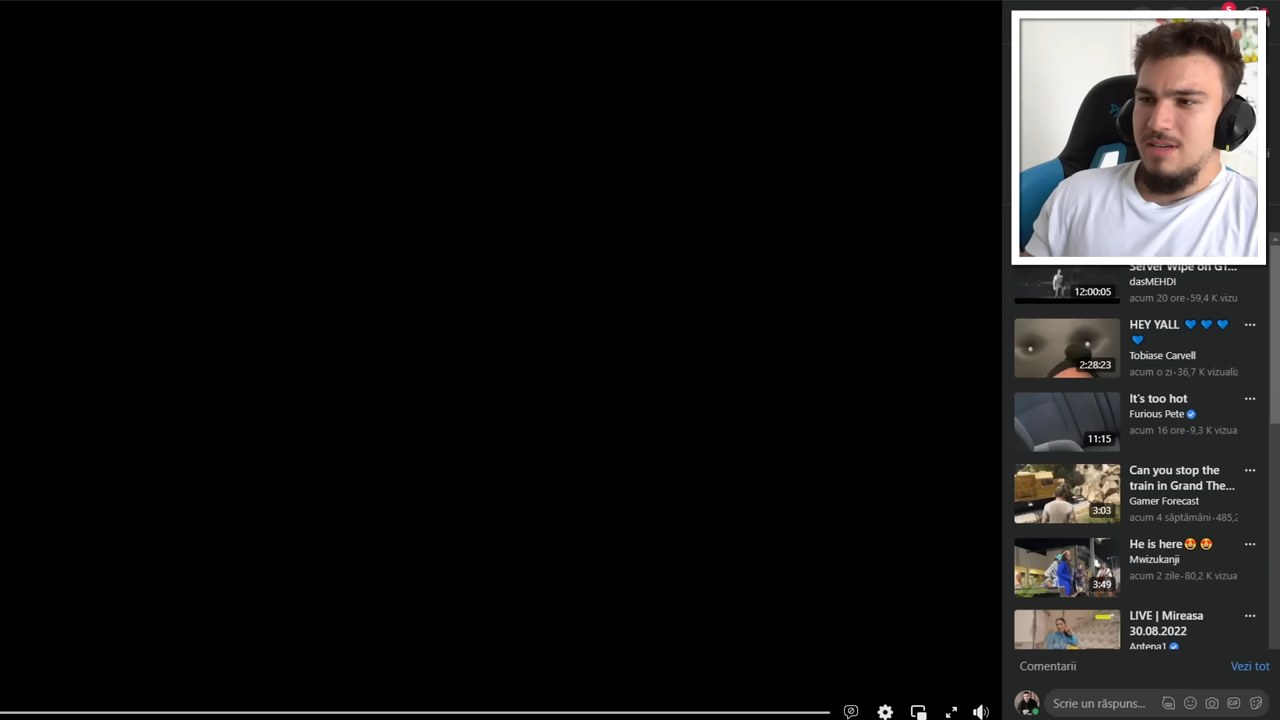 5
Server Wipe on GT...
dasMEHDI
acum 20 ore·59,4 K vizu
12:00:05
HEY YALL 💙 💙 💙
💙
Tobiase Carvell
acum o zi·36,7 K vizualiz
2:28:23
It's too hot
Furious Pete
acum 16 ore·9,3 K vizua
11:15
Can you stop the
train in Grand The...
Gamer Forecast
acum 4 săptămâni·485,2
3:03
He is here🤩 🤩
Mwizukanji
acum 2 zile·80,2 K vizua
3:49
LIVE | Mireasa
30.08.2022
Antena1
Comentarii
Vezi tot
Scrie un răspuns...
GIF